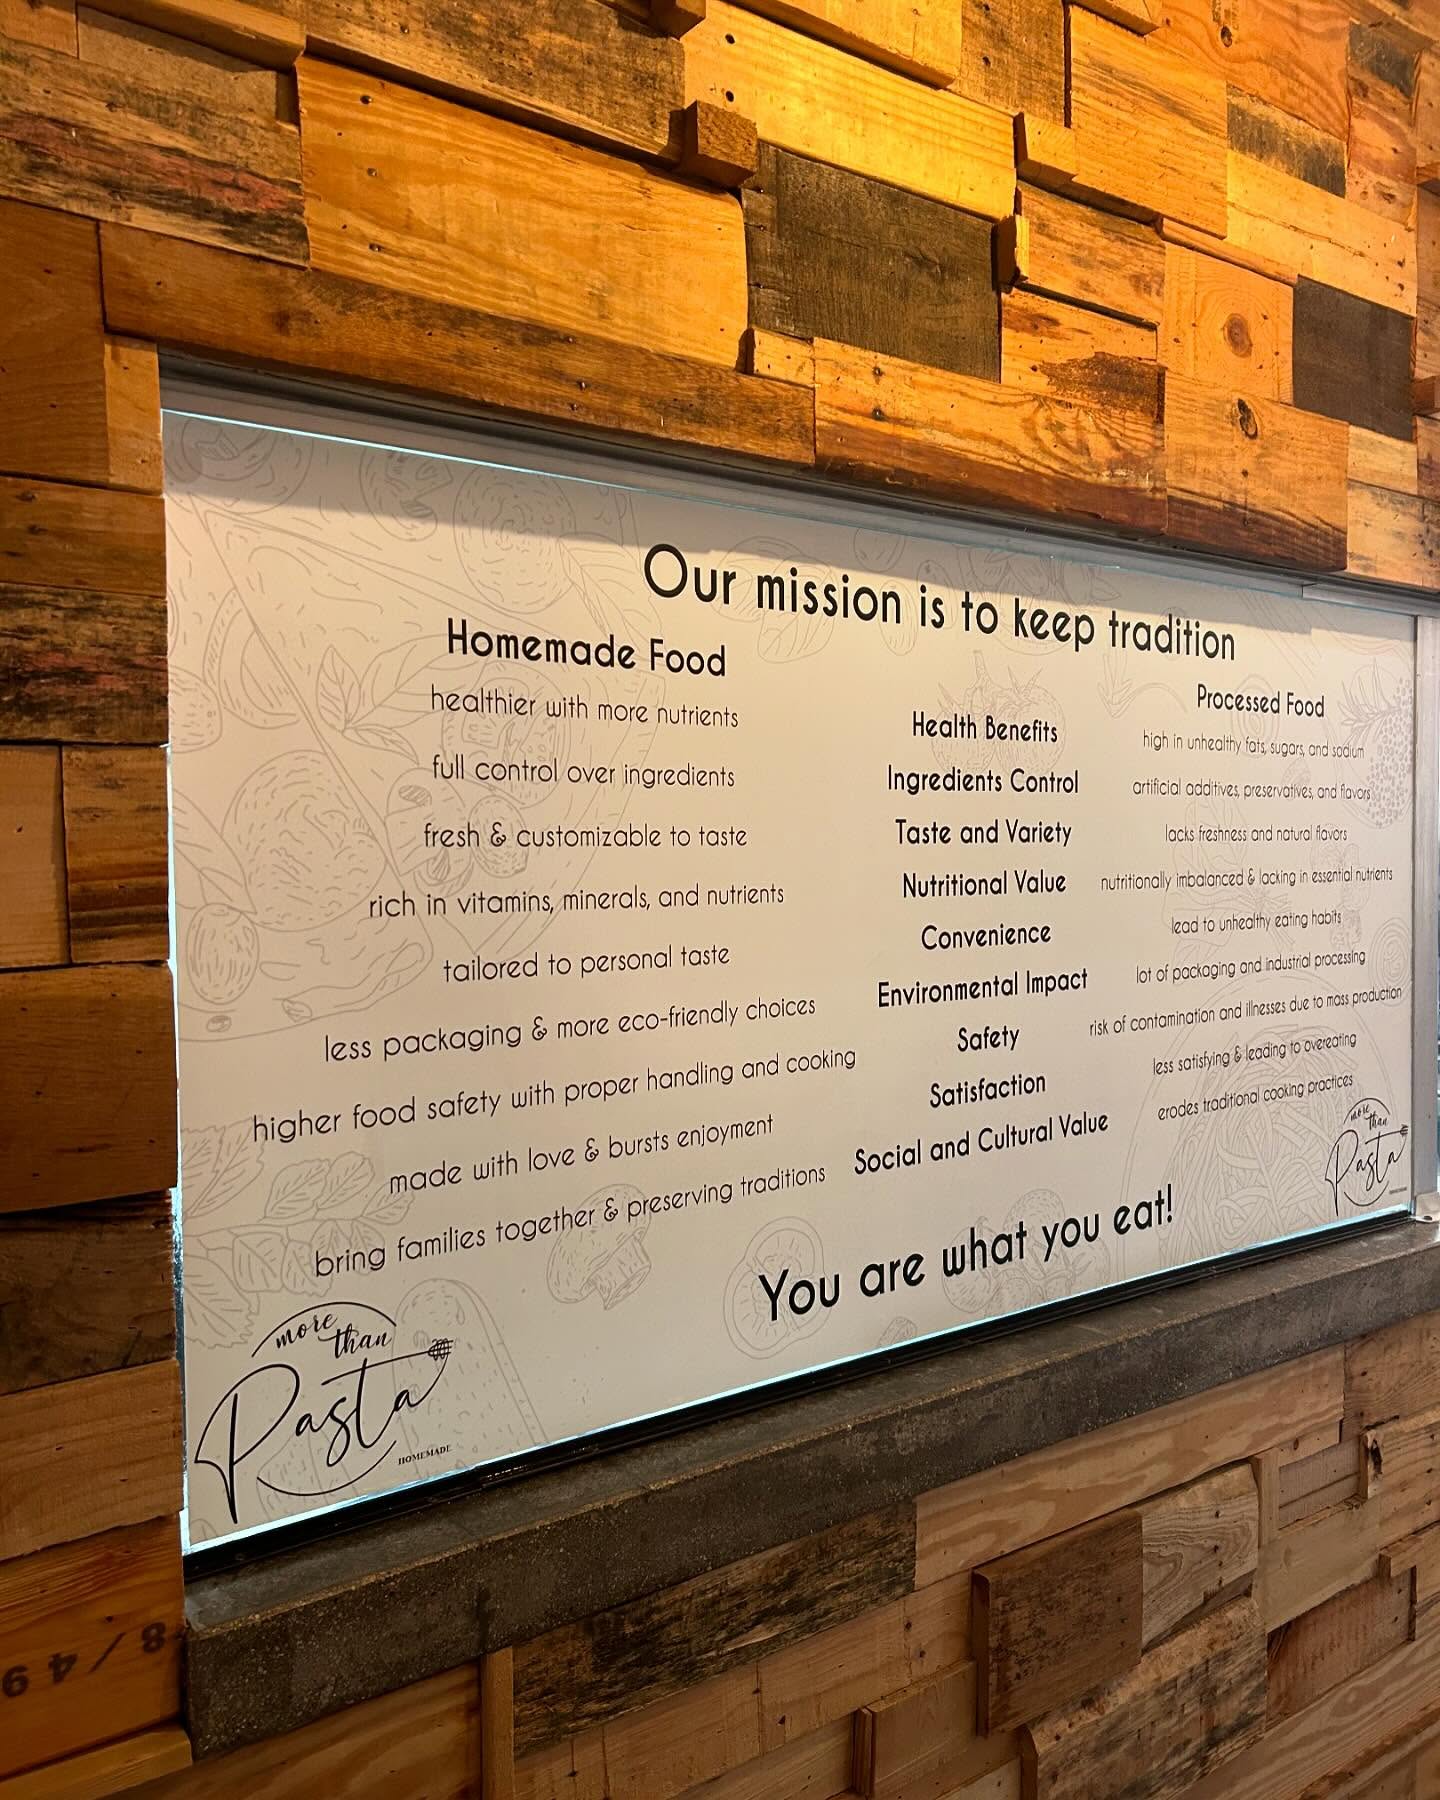 Our mission is to keep tradition
Homemade Food
Processed Food
healthier with more nutrients
Health Benefits
high in unhealthy fats, sugars, and sodium
full control over ingredients
Ingredients Control
artificial additives, preservatives, and flavors
fresh & customizable to taste
Taste and Variety
lacks freshness and natural flavors
rich in vitamins, minerals, and nutrients
Nutritional Value
nutritionally imbalanced & lacking in essential nutrients
tailored to personal taste
Convenience
lead to unhealthy eating habits
less packaging & more eco-friendly choices
Environmental Impact
lot of packaging and industrial processing
higher food safety with proper handling and cooking
Safety
risk of contamination and illnesses due to mass production
made with love & bursts enjoyment
Satisfaction
less satisfying & leading to overeating
bring families together & preserving traditions
Social and Cultural Value
erodes traditional cooking practices
You are what you eat!
more
than
Pasta
HOMEMADE
more
than
Pasta